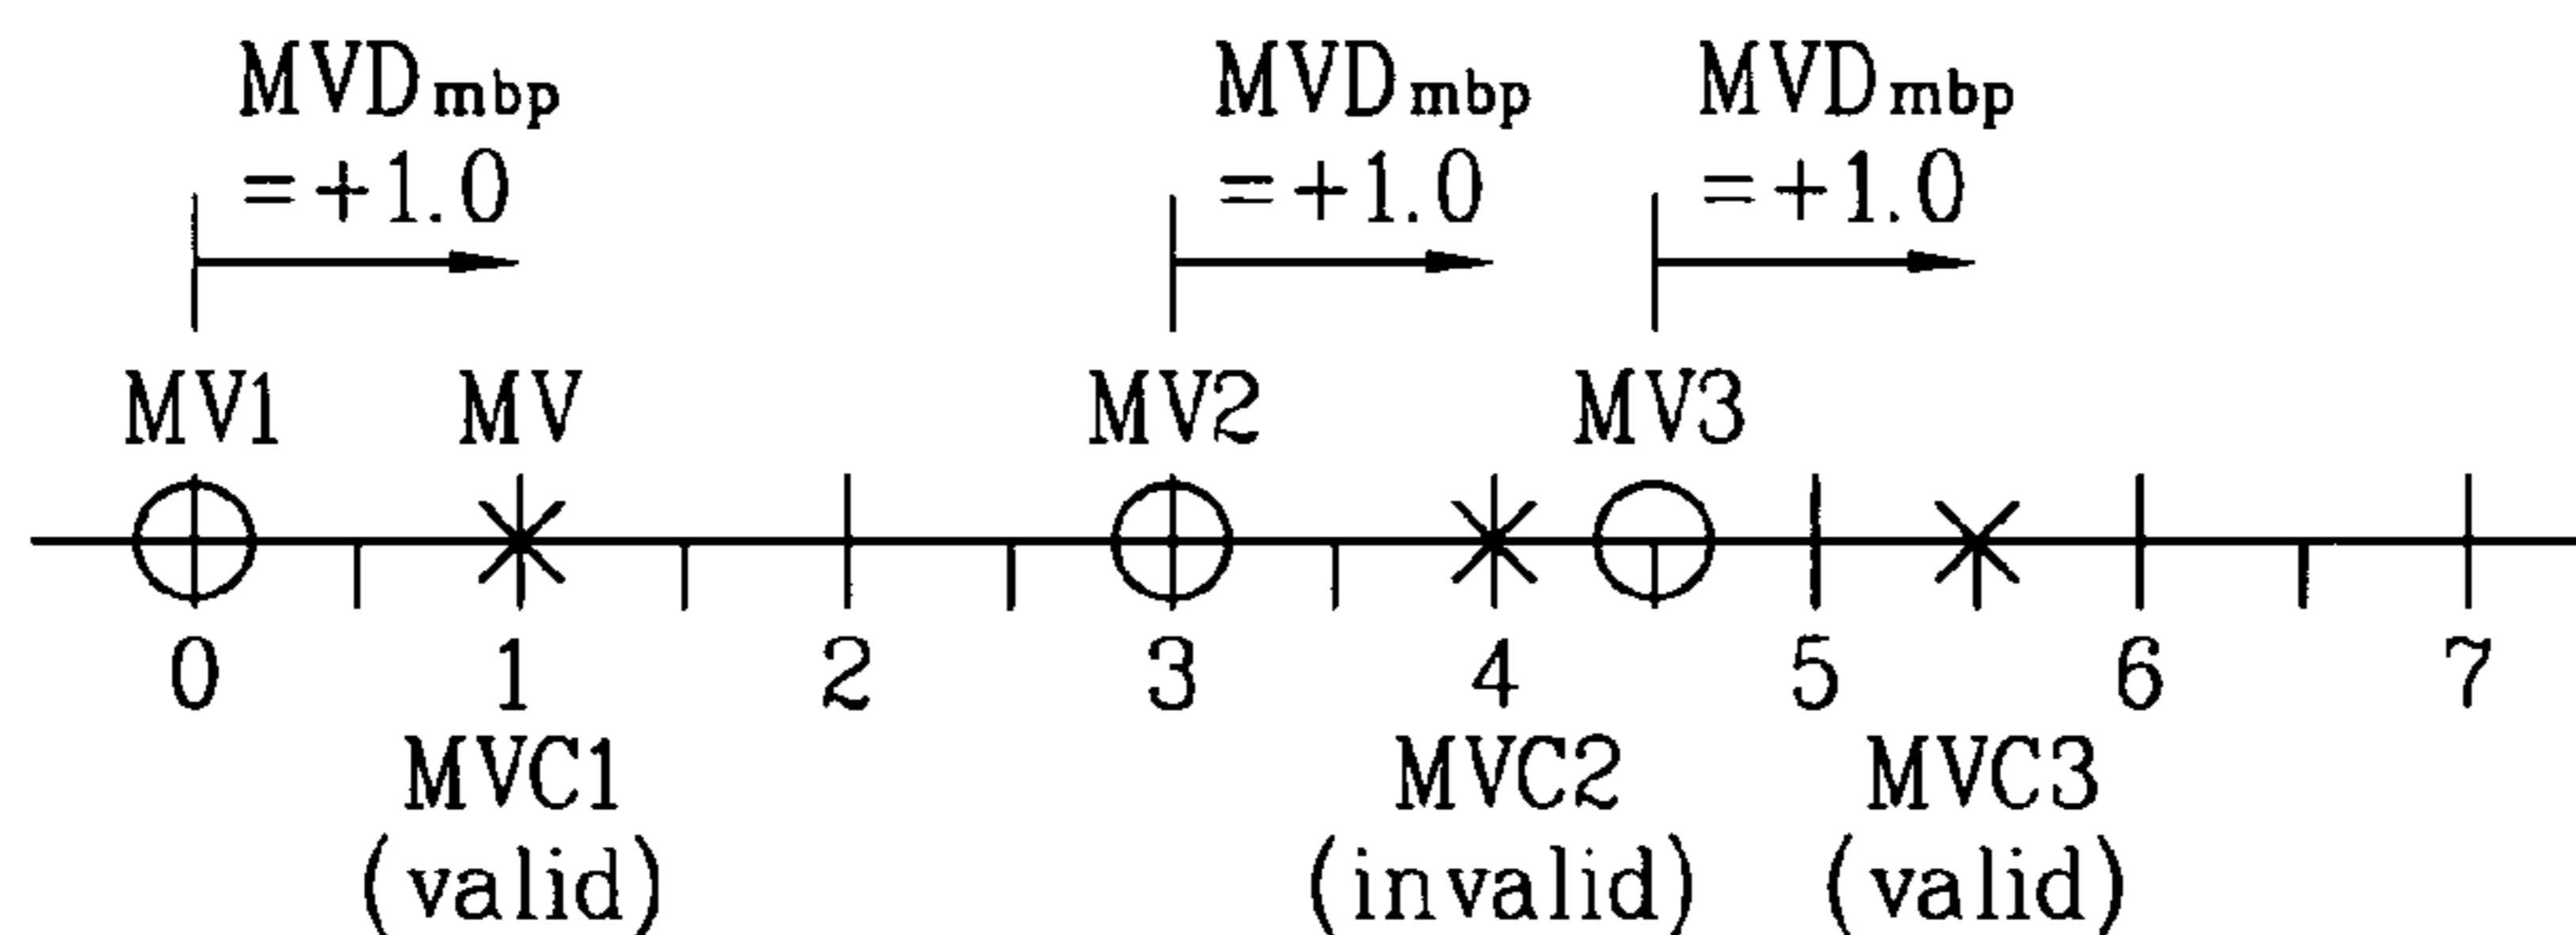 MVDmbp MVDmbp MVDmbp
=+1.0 =+1.0 =+1.0
MV1 MV MV2 MV3
0 1 2 3 4 5 6 7
MVC1 MVC2 MVC3
(valid) (invalid) (valid)